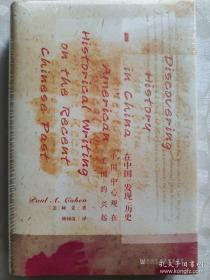 Discovering
History
in China
American
Historical Writing
on the Recent
Chinese Past
在中国发现历史
中国中心观在
美国的兴起
Paul A. Cohen
［美］柯文 著
林同奇 译